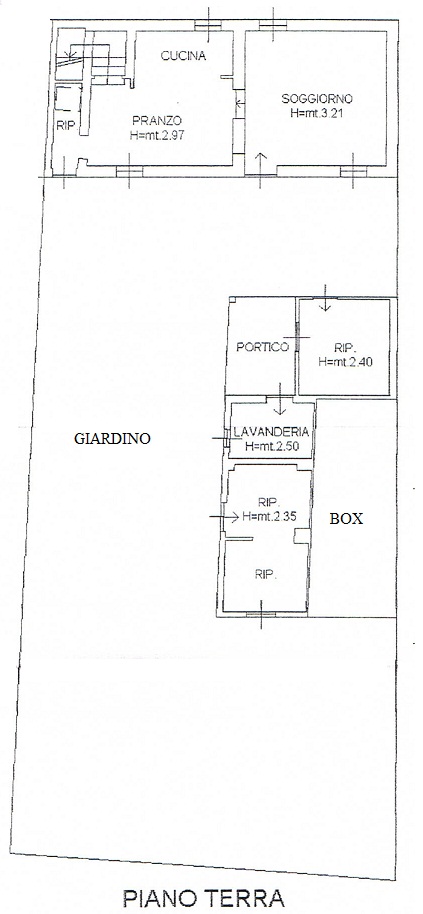 CUCINA
SOGGIORNO
H=mt.3.21
PRANZO
H=mt.2.97
RIP
PORTICO
RIP.
H=mt.2.40
LAVANDERIA
H=mt.2.50
GIARDINO
RIP.
H=mt.2.35
BOX
RIP.
PIANO TERRA